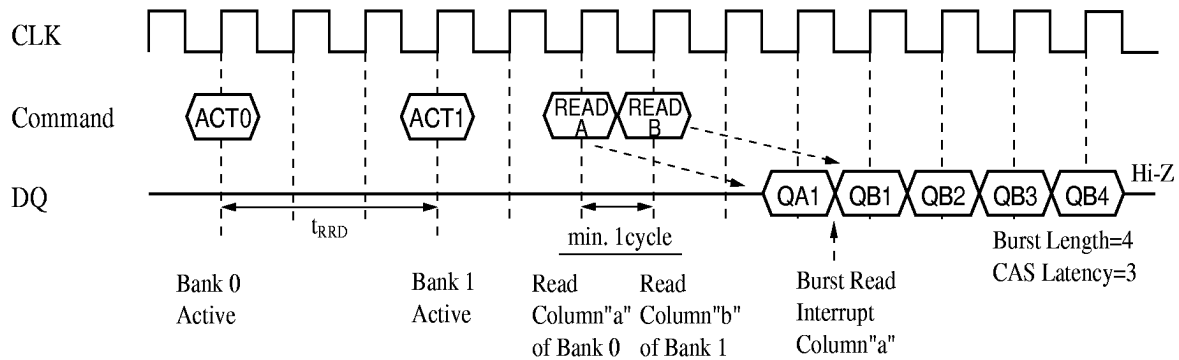 CLK
Command
ACT0
ACT1
READ
A
READ
B
DQ
QA1
QB1
QB2
QB3
QB4
Hi-Z
tRRD
min. 1cycle
Burst Length=4
CAS Latency=3
Bank 0
Active
Bank 1
Active
Read
Column"a"
of Bank 0
Read
Column"b"
of Bank 1
Burst Read
Interrupt
Column"a"